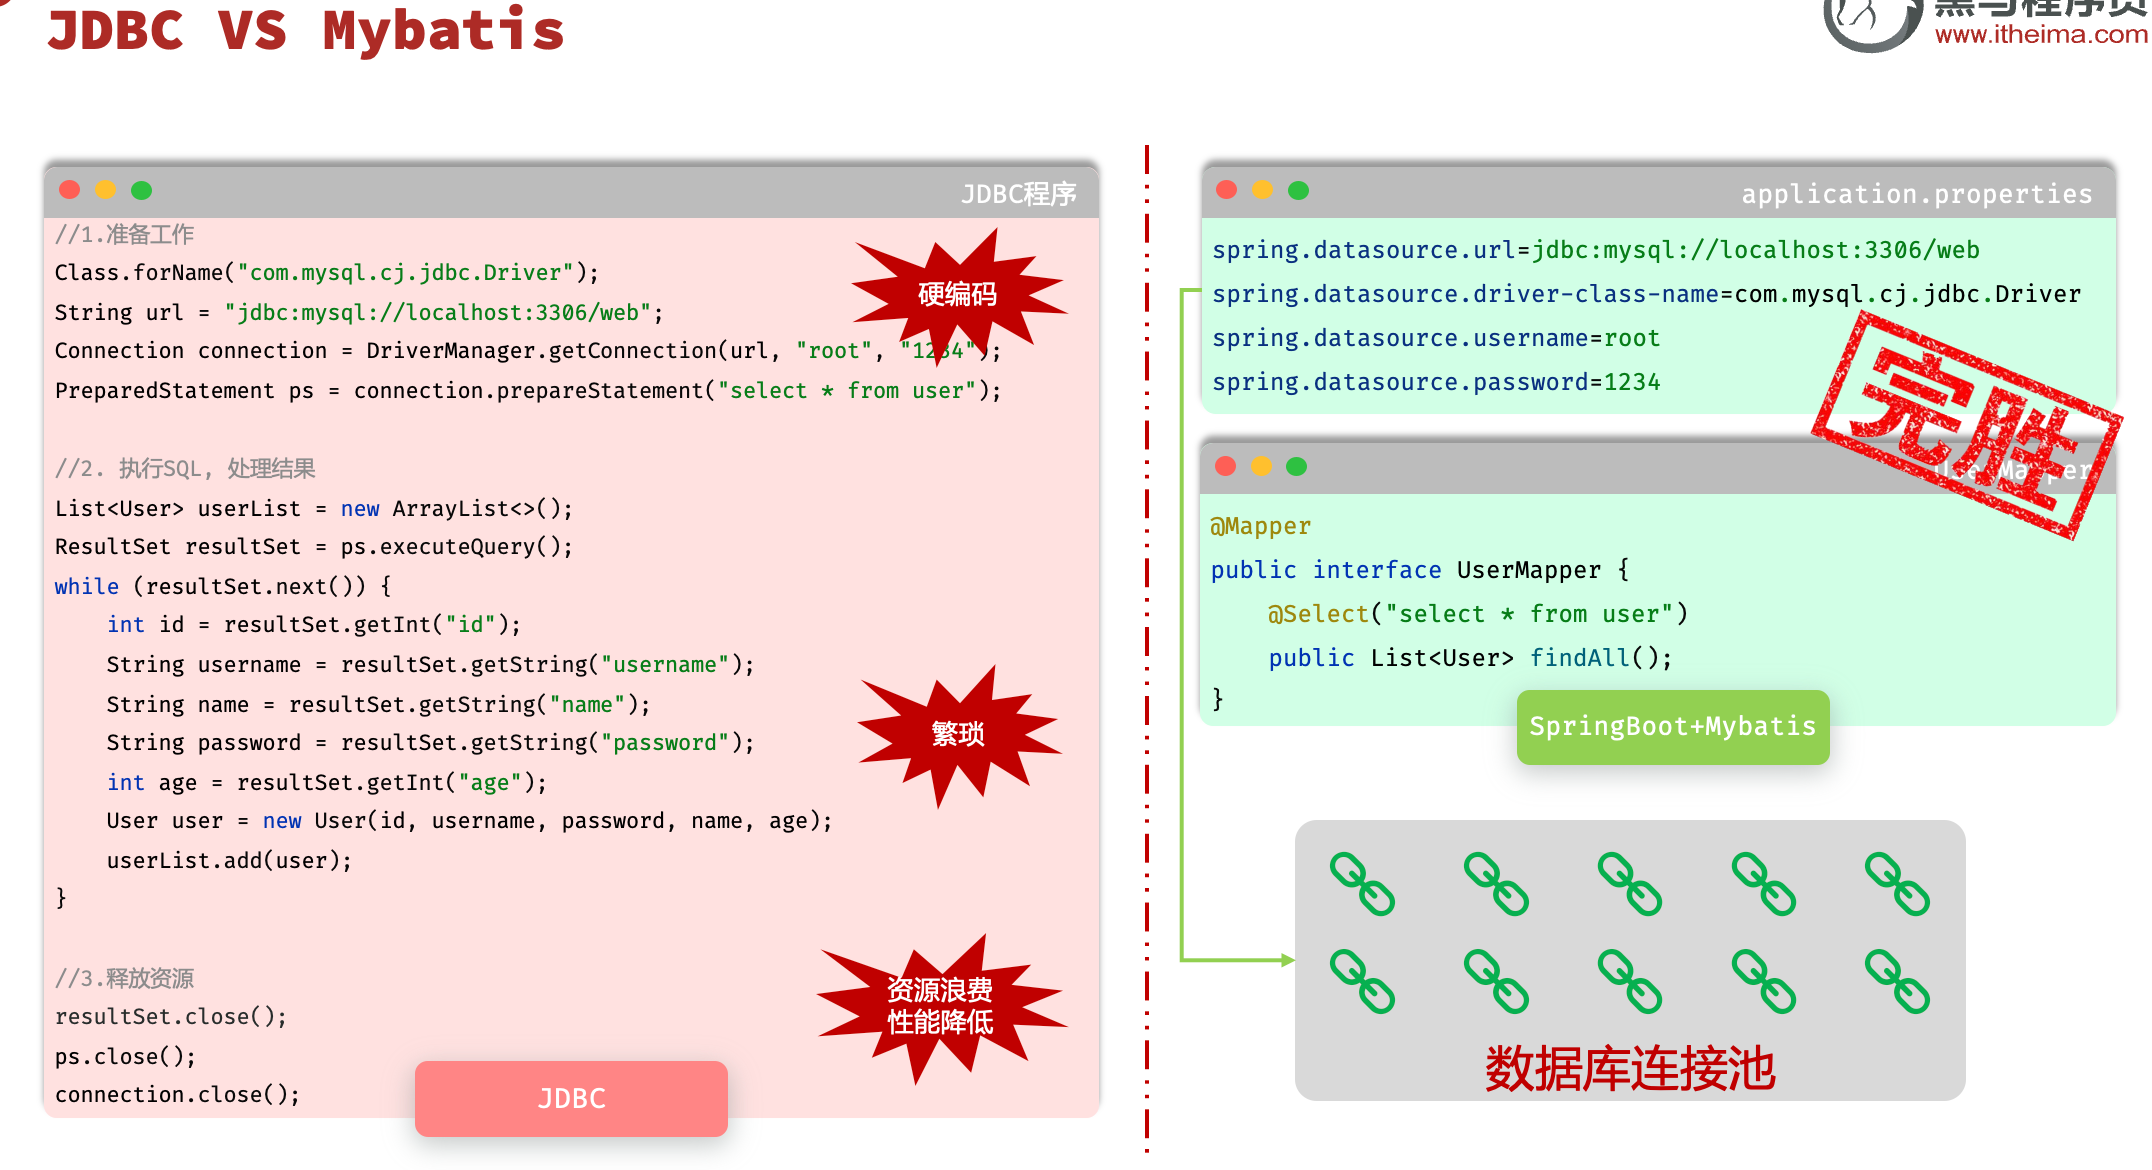 JDBC VS Mybatis
黑马程序员
www.itheima.com
JDBC程序
//1.准备工作
Class.forName("com.mysql.cj.jdbc.Driver");
String url = "jdbc:mysql://localhost:3306/web";
Connection connection = DriverManager.getConnection(url, "root", "1234");
PreparedStatement ps = connection.prepareStatement("select * from user");
硬编码
//2. 执行SQL, 处理结果
List<User> userList = new ArrayList<>();
ResultSet resultSet = ps.executeQuery();
while (resultSet.next()) {
int id = resultSet.getInt("id");
String username = resultSet.getString("username");
String name = resultSet.getString("name");
String password = resultSet.getString("password");
int age = resultSet.getInt("age");
User user = new User(id, username, password, name, age);
userList.add(user);
}
繁琐
//3.释放资源
resultSet.close();
ps.close();
connection.close();
资源浪费
性能降低
JDBC
application.properties
spring.datasource.url=jdbc:mysql://localhost:3306/web
spring.datasource.driver-class-name=com.mysql.cj.jdbc.Driver
spring.datasource.username=root
spring.datasource.password=1234
完胜
UserMapper
@Mapper
public interface UserMapper {
@Select("select * from user")
public List<User> findAll();
}
SpringBoot+Mybatis
数据库连接池